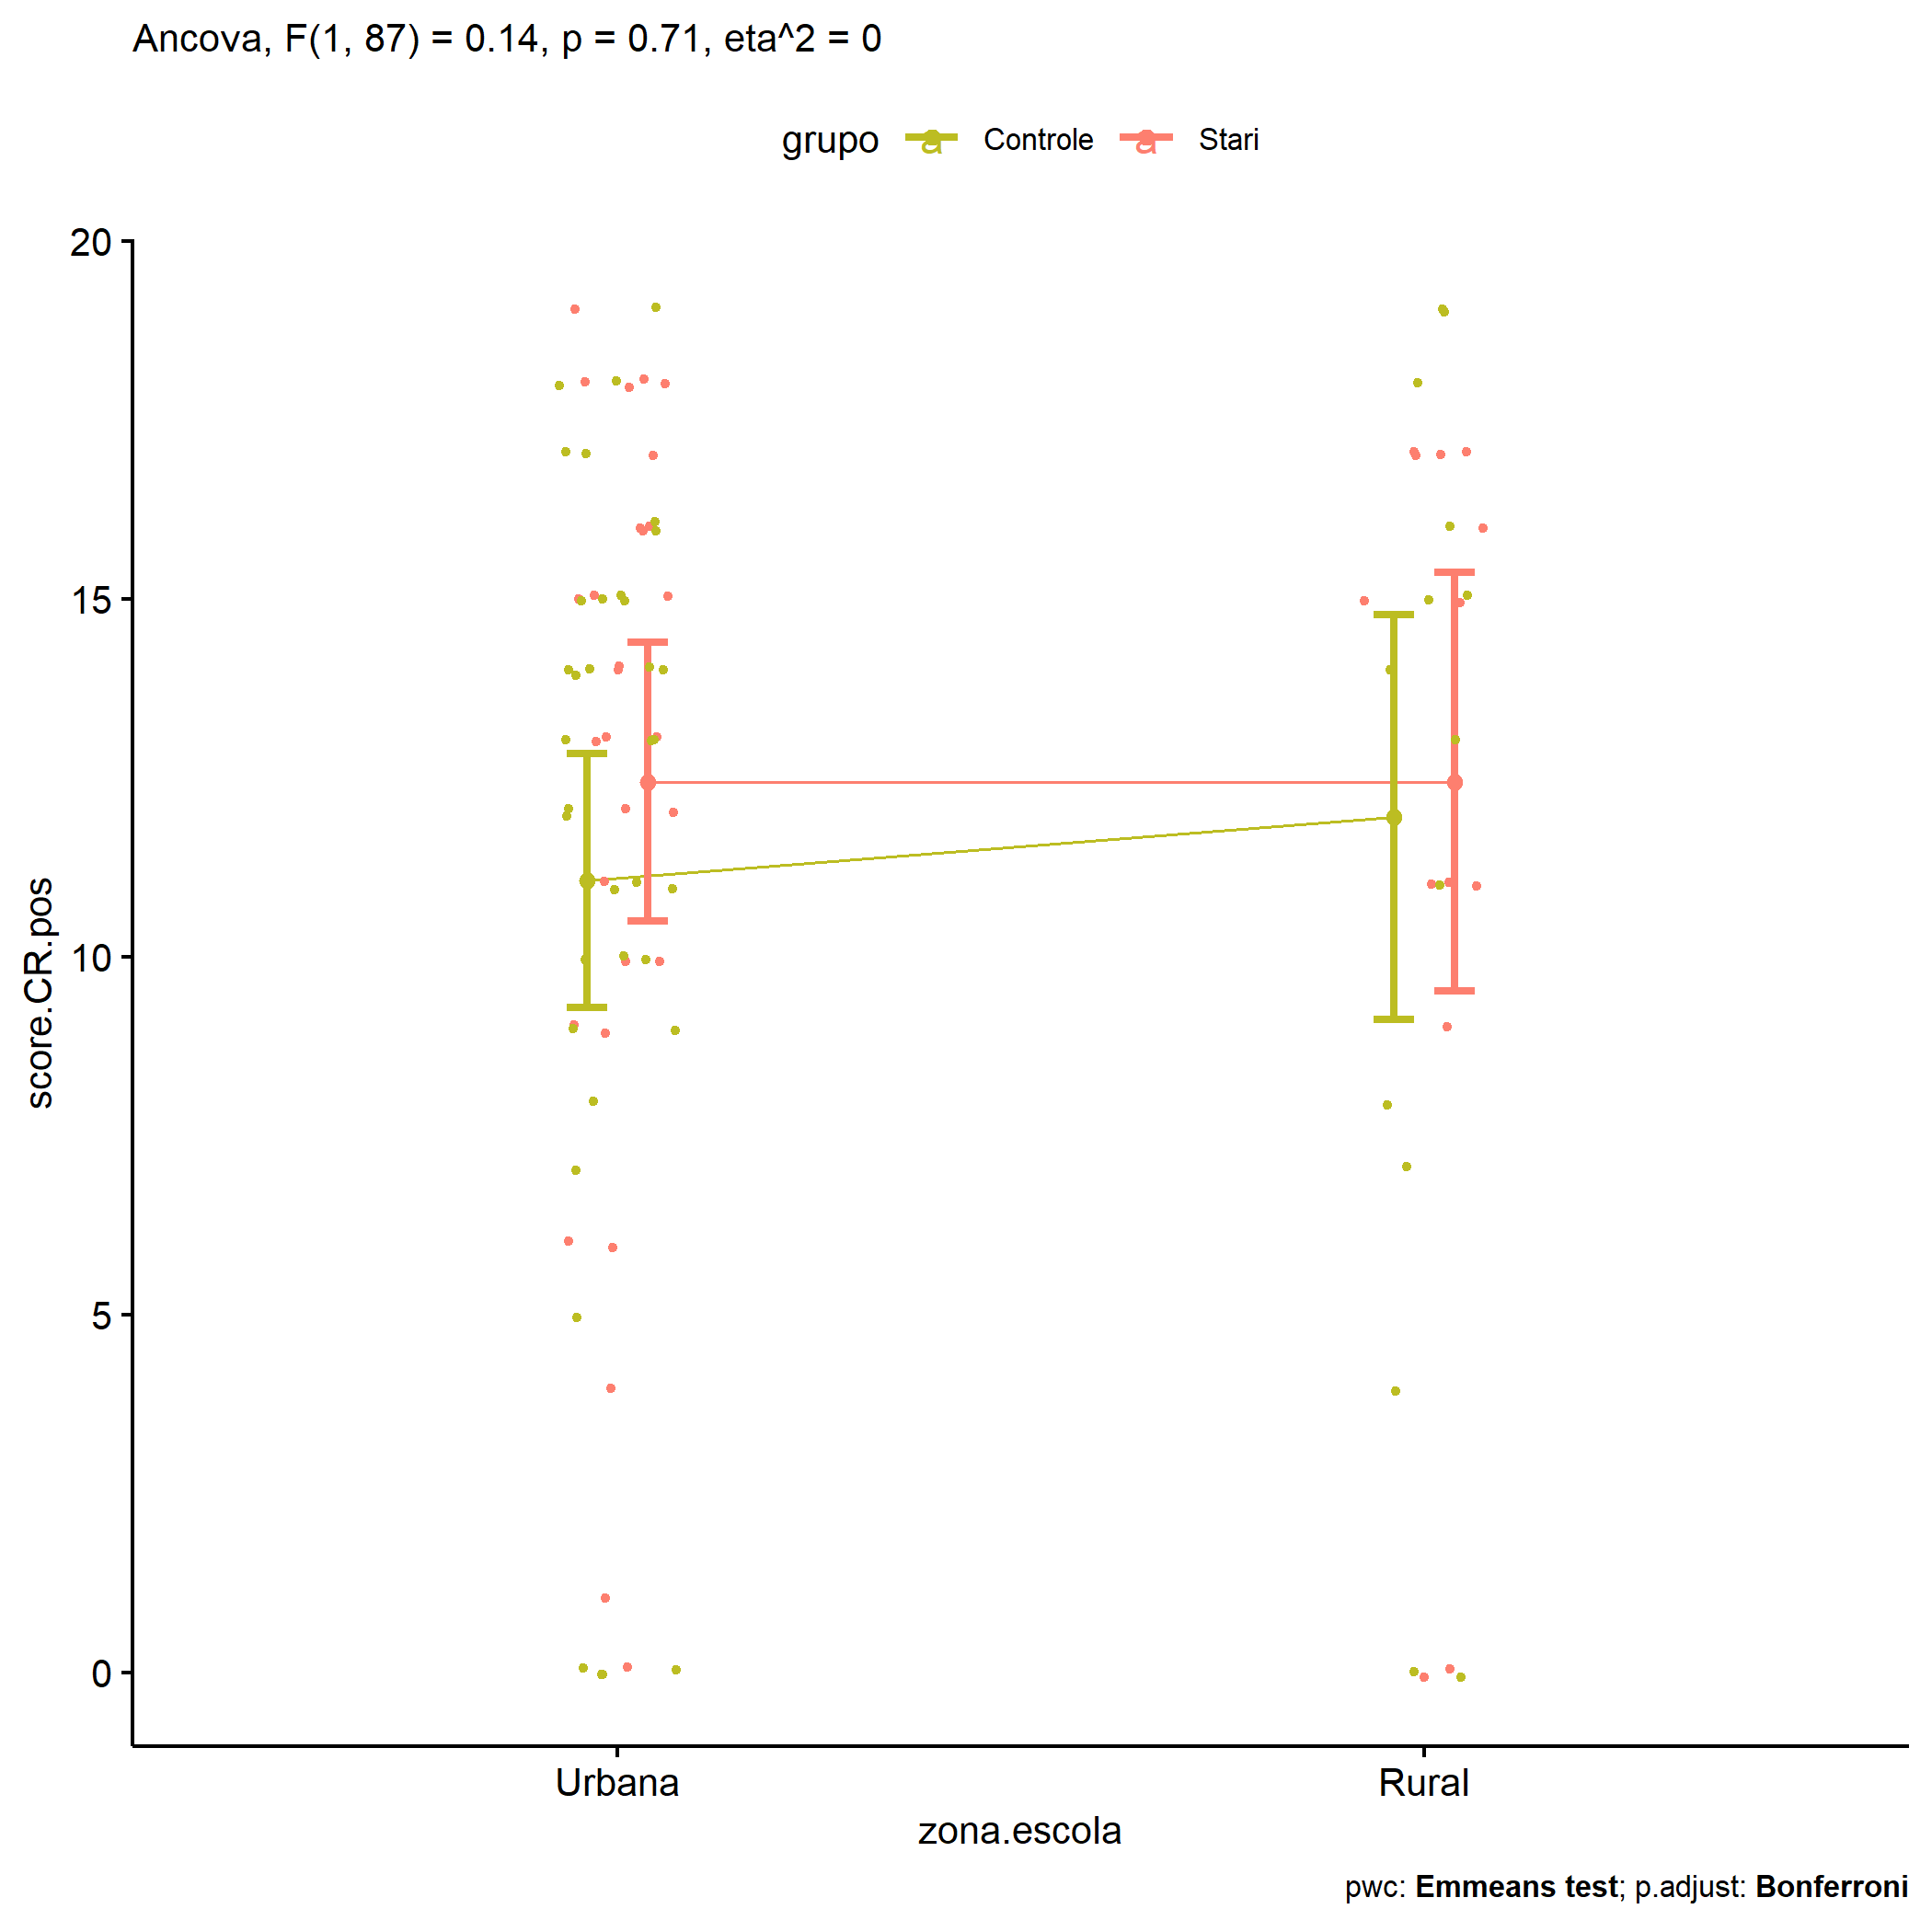 Ancova, F(1, 87) = 0.14, p = 0.71, eta^2 = 0
grupo a Controle a Stari
20
15
10
5
0
score.CR.pos
Urbana Rural
zona.escola
pwc: Emmeans test; p.adjust: Bonferroni